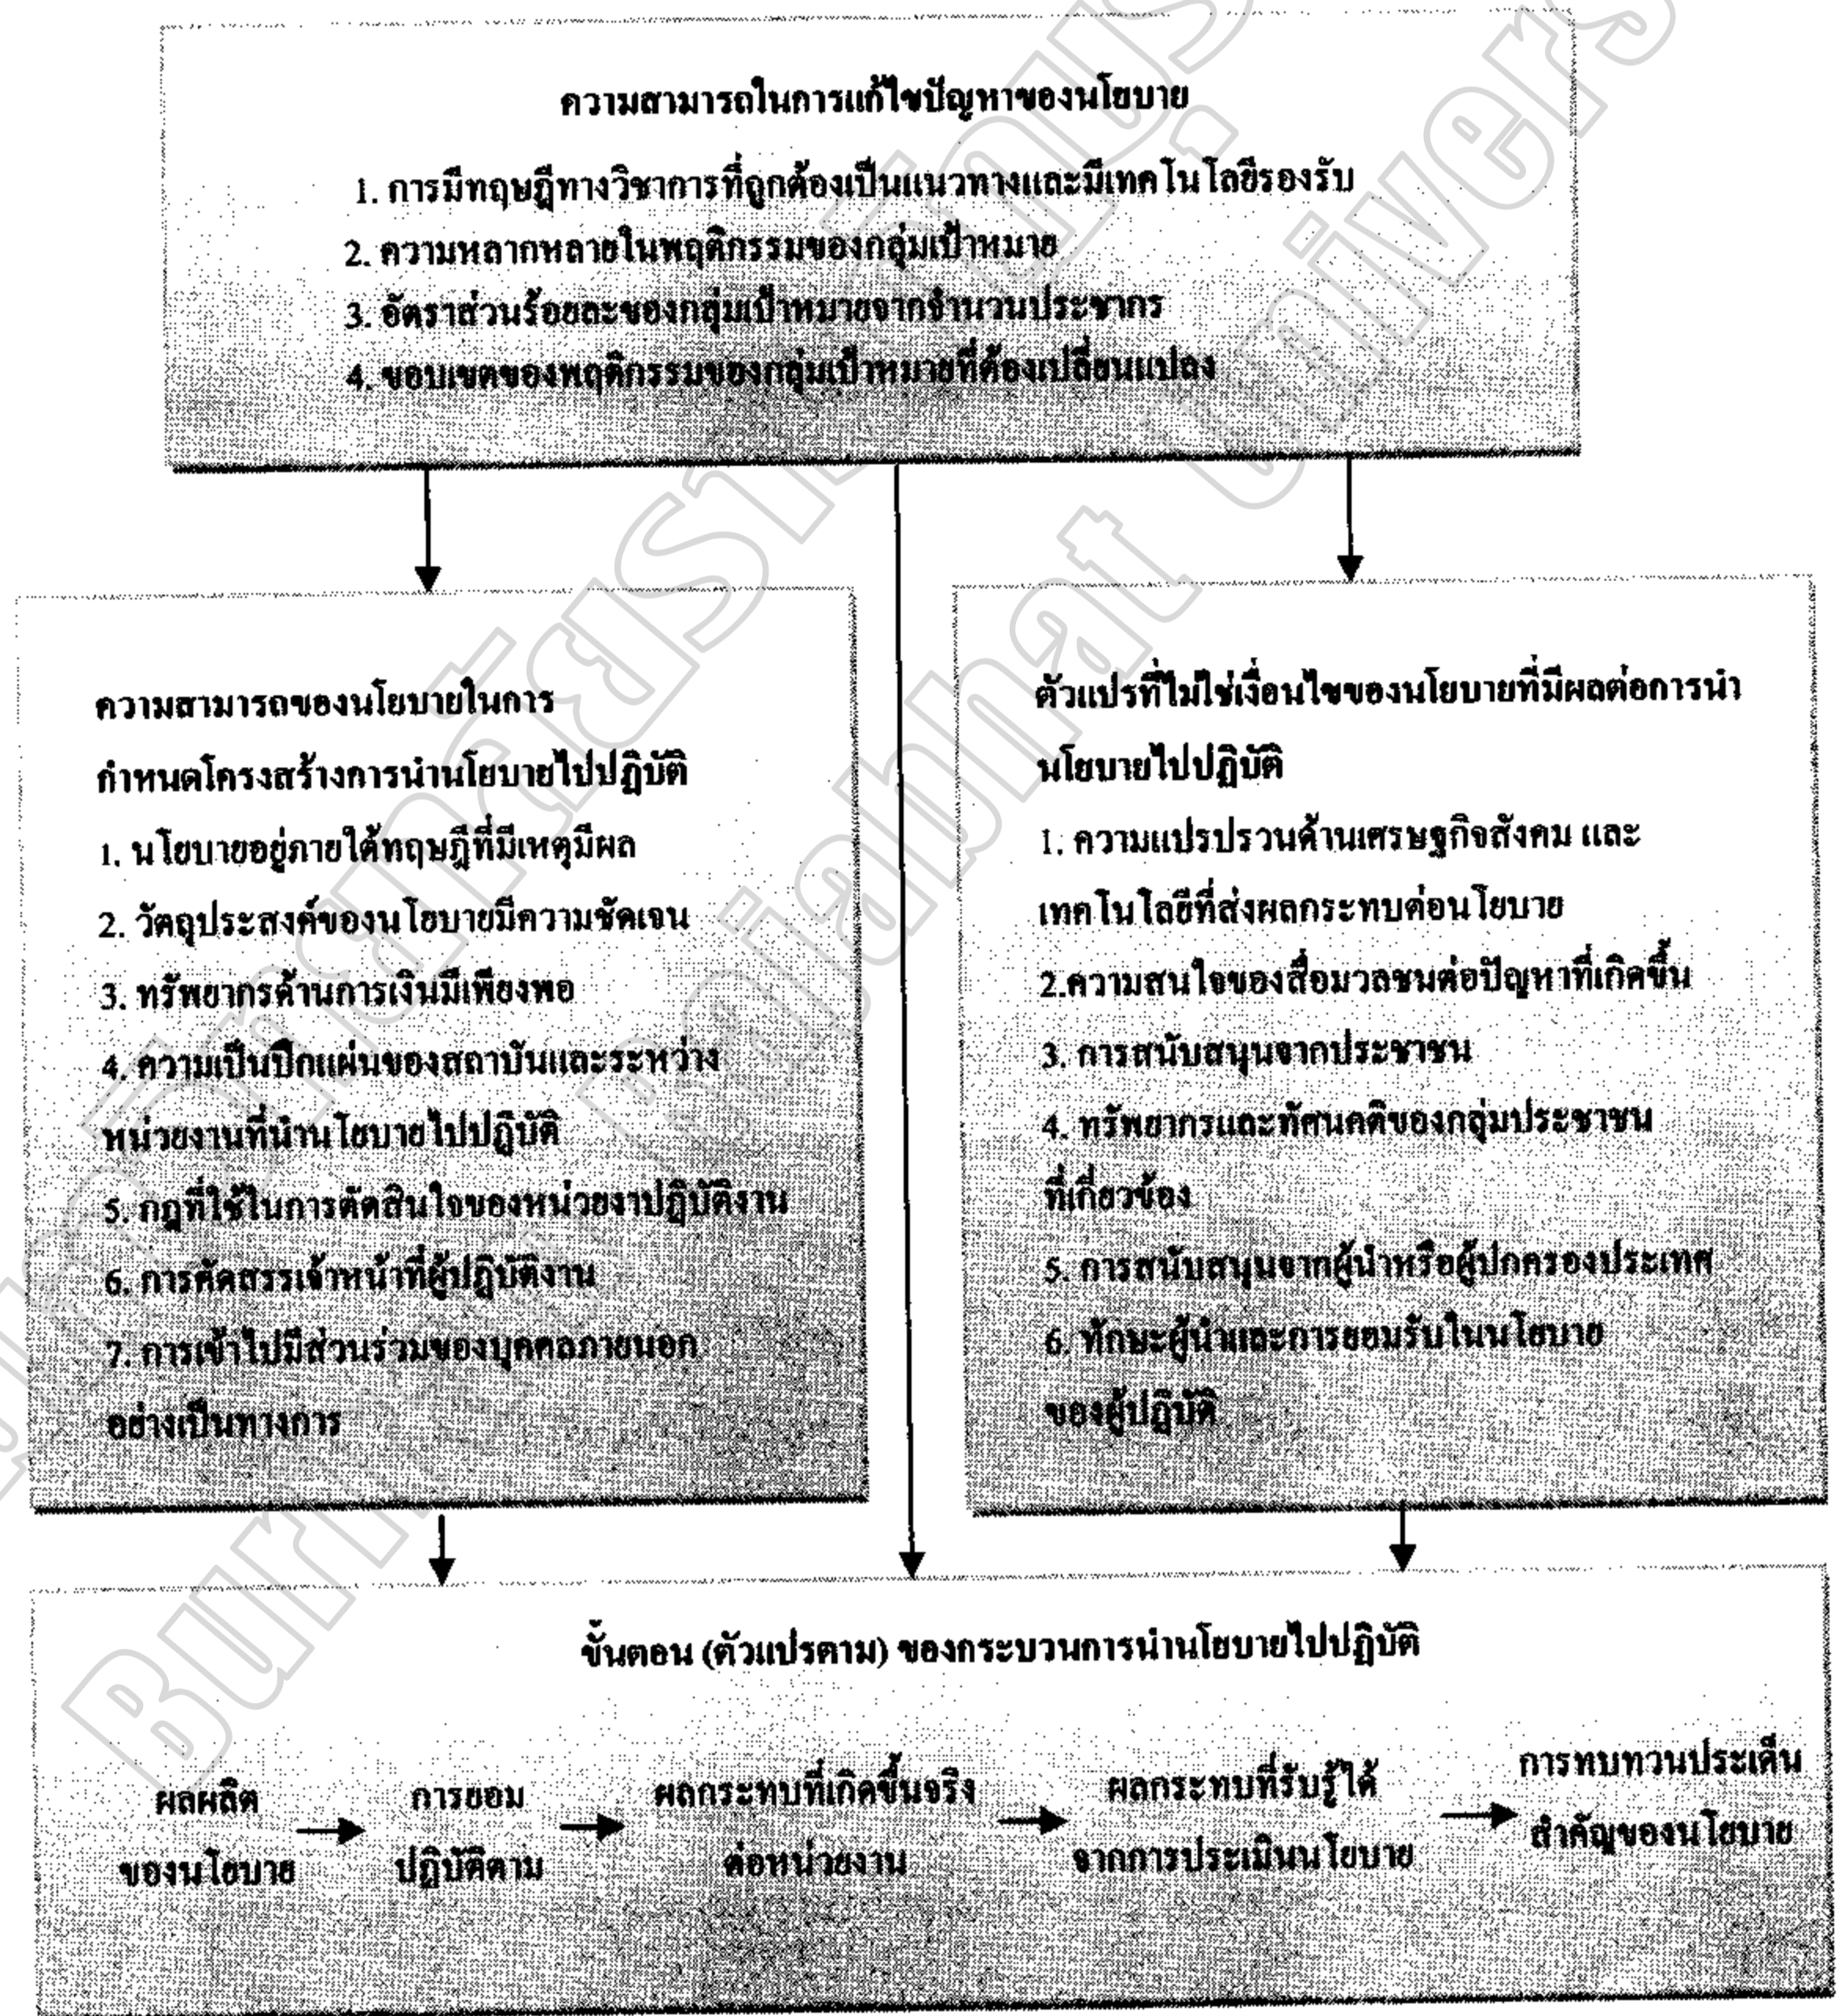 ความสามารถในการแก้ไขปัญหาของนโยบาย
1. การมีทฤษฎีทางวิชาการที่ถูกต้องเป็นแนวทางและมีเทคโนโลยีรองรับ
2. ความหลากหลายในพฤติกรรมของกลุ่มเป้าหมาย
3. อัตราส่วนร้อยละของกลุ่มเป้าหมายจากจำนวนประชากร
4. ขอบเขตของพฤติกรรมของกลุ่มเป้าหมายที่ต้องเปลี่ยนแปลง
ความสามารถของนโยบายในการ
กำหนดโครงสร้างการนำนโยบายไปปฏิบัติ
1. นโยบายอยู่ภายใต้ทฤษฎีที่มีเหตุมีผล
2. วัตถุประสงค์ของนโยบายมีความชัดเจน
3. ทรัพยากรด้านการเงินมีเพียงพอ
4. ความเป็นปึกแผ่นของสถาบันและระหว่าง
หน่วยงานที่นำนโยบายไปปฏิบัติ
5. กฎที่ใช้ในการตัดสินใจของหน่วยงาปฏิบัติงาน
6. การคัดสรรเจ้าหน้าที่ผู้ปฏิบัติงาน
7. การเข้าไปมีส่วนร่วมของบุคคลภายนอก
อย่างเป็นทางการ
ตัวแปรที่ไม่ใช่เงื่อนไขของนโยบายที่มีผลต่อการนำ
นโยบายไปปฏิบัติ
1. ความแปรปรวนด้านเศรษฐกิจสังคม และ
เทคโนโลยีที่ส่งผลกระทบต่อนโยบาย
2.ความสนใจของสื่อมวลชนต่อปัญหาที่เกิดขึ้น
3. การสนับสนุนจากประชาชน
4. ทรัพยากรและทัศนคติของกลุ่มประชาชน
ที่เกี่ยวข้อง
5. การสนับสนุนจากผู้นำหรือผู้ปกครองประเทศ
6. ทักษะผู้นำและการยอมรับในนโยบาย
ของผู้ปฏิบัติ
ขั้นตอน (ตัวแปรตาม) ของกระบวนการนำนโยบายไปปฏิบัติ
ผลผลิต
ของนโยบาย
การยอม
ปฏิบัติตาม
ผลกระทบที่เกิดขึ้นจริง
ต่อหน่วยงาน
ผลกระทบที่รับรู้ได้
จากการประเมินนโยบาย
การทบทวนประเด็น
สำคัญของนโยบาย
Rajabhat